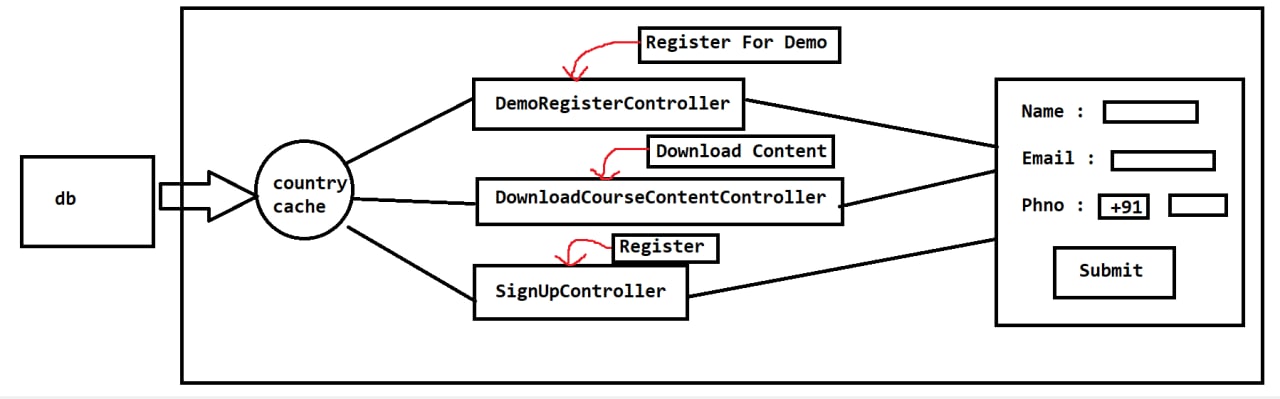 Register For Demo
DemoRegisterController
Download Content
DownloadCourseContentController
Register
SignUpController
db
country
cache
Name :
Email :
Phno : +91
Submit